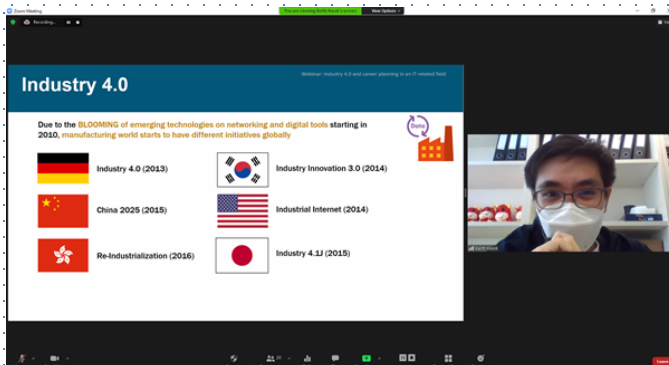 Zoom Meeting
View Options
Recording...
Webinar: Industry 4.0 and career planning in an IT-related field
Industry 4.0
Due to the BLOOMING of emerging technologies on networking and digital tools starting in
2010, manufacturing world starts to have different initiatives globally
Data
Industry 4.0 (2013)
Industry Innovation 3.0 (2014)
China 2025 (2015)
Industrial Internet (2014)
Re-Industrialization (2016)
Industry 4.1J (2015)
Leave